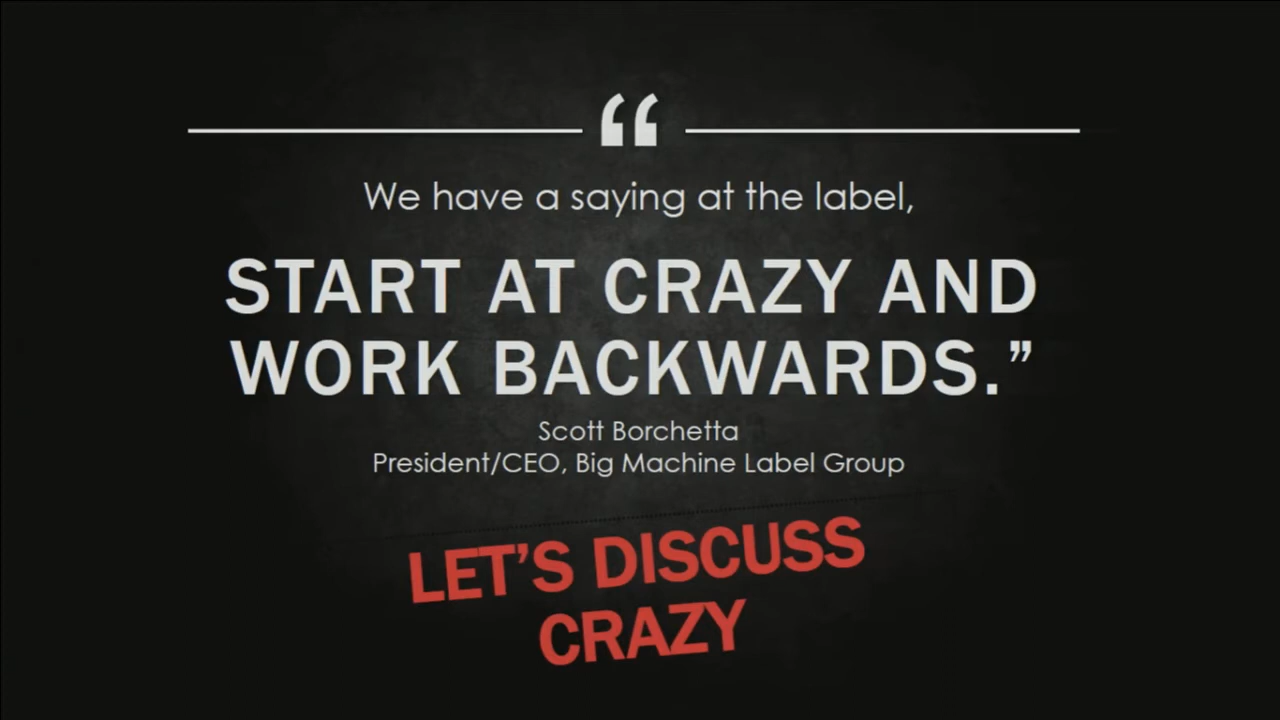 “
We have a saying at the label,
START AT CRAZY AND
WORK BACKWARDS.”
Scott Borchetta
President/CEO, Big Machine Label Group
LET’S DISCUSS
CRAZY